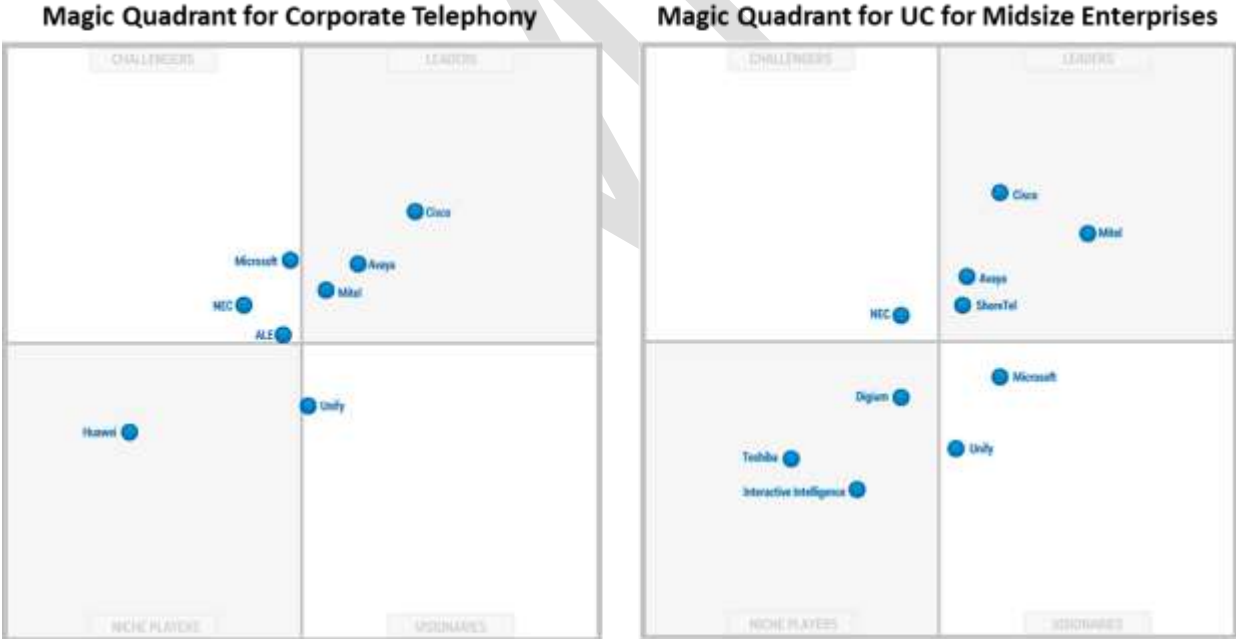 Magic Quadrant for Corporate Telephony
CHALLENGERS
LEADERS
Cisco
Microsoft
Avaya
Mitel
NEC
ALE
Unify
Huawei
NICHE PLAYERS
VISIONARIES
Magic Quadrant for UC for Midsize Enterprises
CHALLENGERS
LEADERS
Cisco
Mitel
Avaya
ShoreTel
NEC
Microsoft
Digium
Unify
Toshiba
Interactive Intelligence
NICHE PLAYERS
VISIONARIES